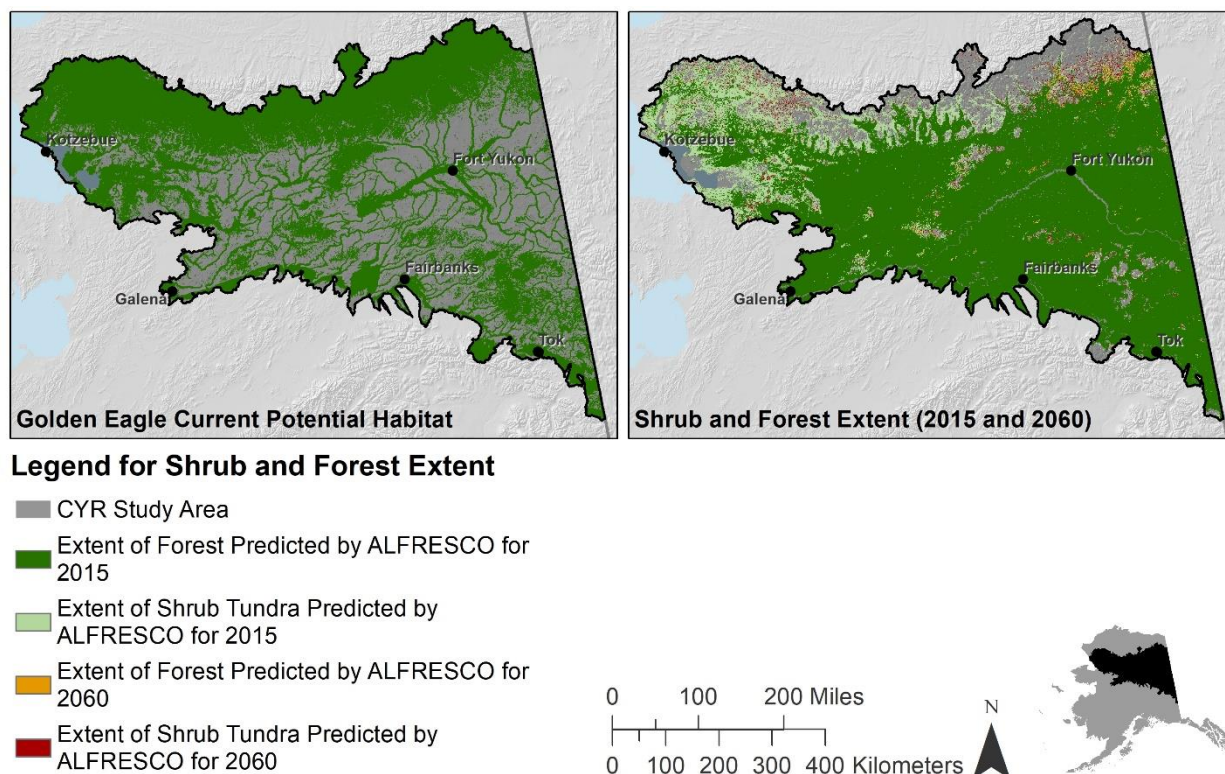 Kotzebue
Fort Yukon
Fairbanks
Galena
Tok
Golden Eagle Current Potential Habitat
Kotzebue
Fort Yukon
Fairbanks
Galena
Tok
Shrub and Forest Extent (2015 and 2060)
Legend for Shrub and Forest Extent
CYR Study Area
Extent of Forest Predicted by ALFRESCO for
2015
Extent of Shrub Tundra Predicted by
ALFRESCO for 2015
Extent of Forest Predicted by ALFRESCO for
2060
Extent of Shrub Tundra Predicted by
ALFRESCO for 2060
0 100 200 Miles
0 100 200 300 400 Kilometers
N